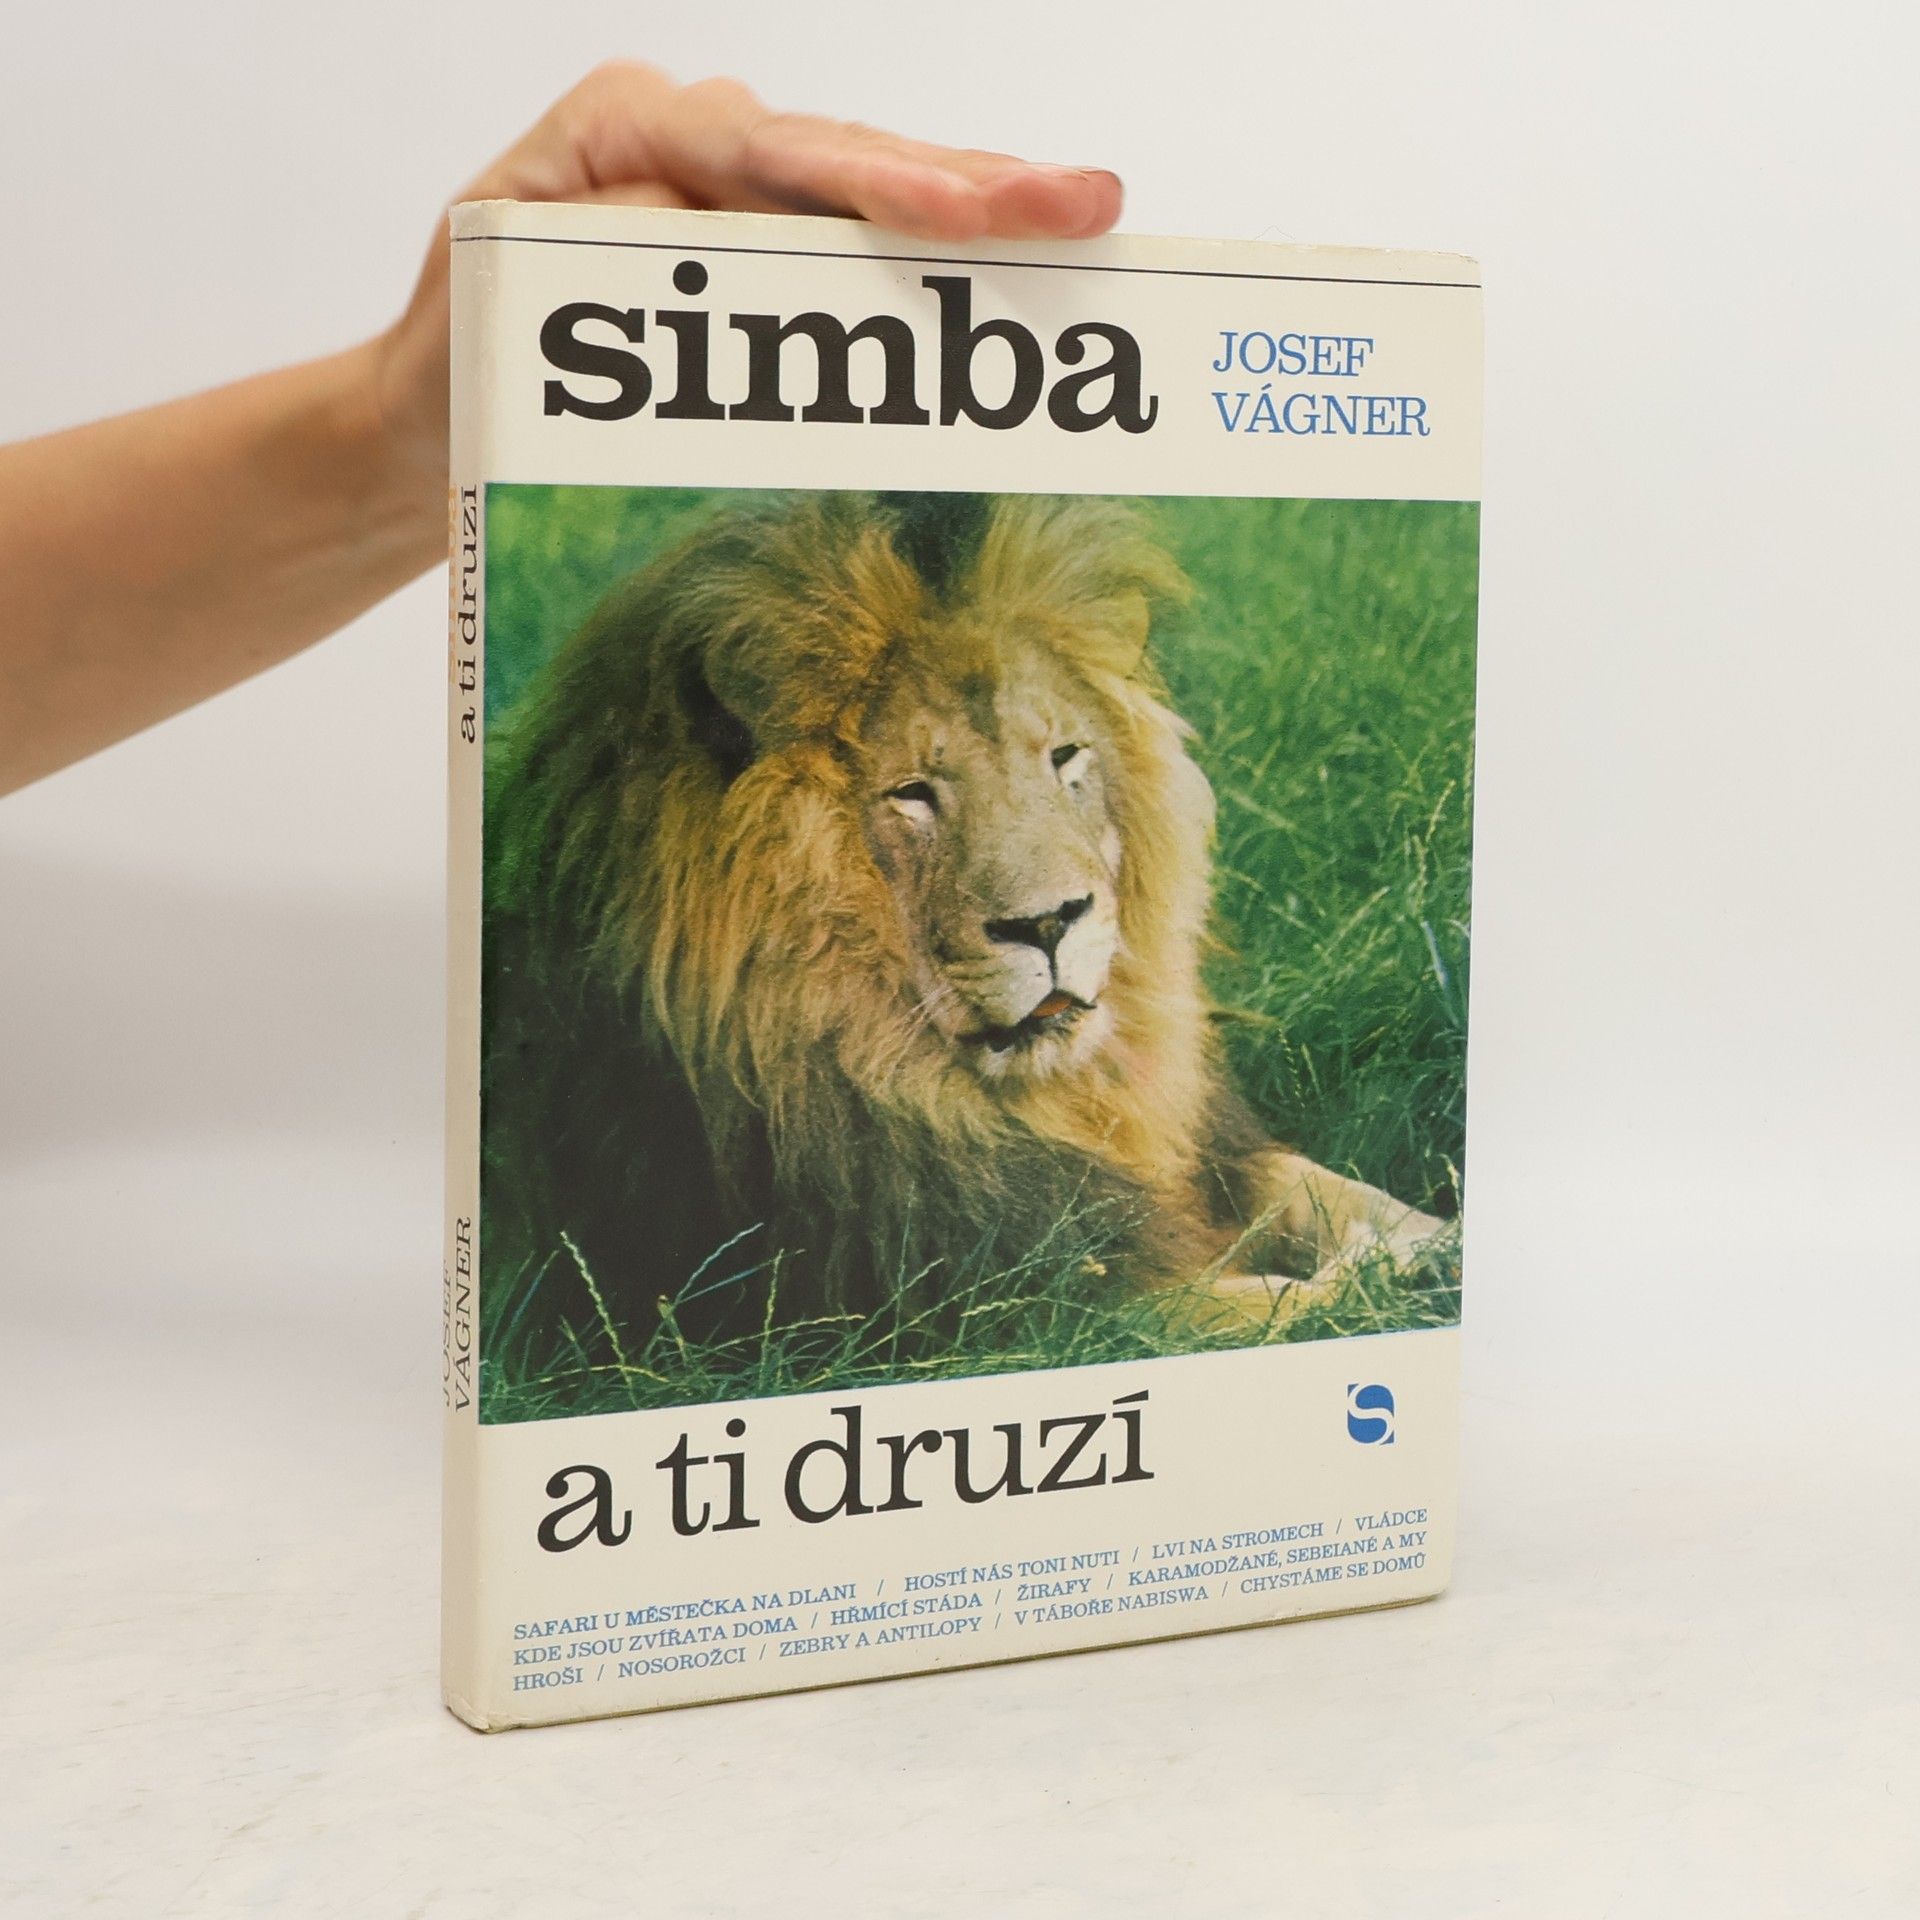 simba
JOSEF
VÁGNER
a ti druzí
SAFARI U MĚSTEČKA NA DLANI / HOSTÍ NÁS TONI NUTI / LVI NA STROMECH / VLÁDCE
KDE JSOU ZVÍŘATA DOMA / HŘMÍCÍ STÁDA / ŽIRAFY / KARAMODŽANÉ, SEBEIANÉ A MY
HROŠI / NOSOROŽCI / ZEBRY A ANTILOPY / V TÁBOŘE NABISWA / CHYSTÁME SE DOMŮ
S
simba
a ti druzí
JOSEF
VÁGNER